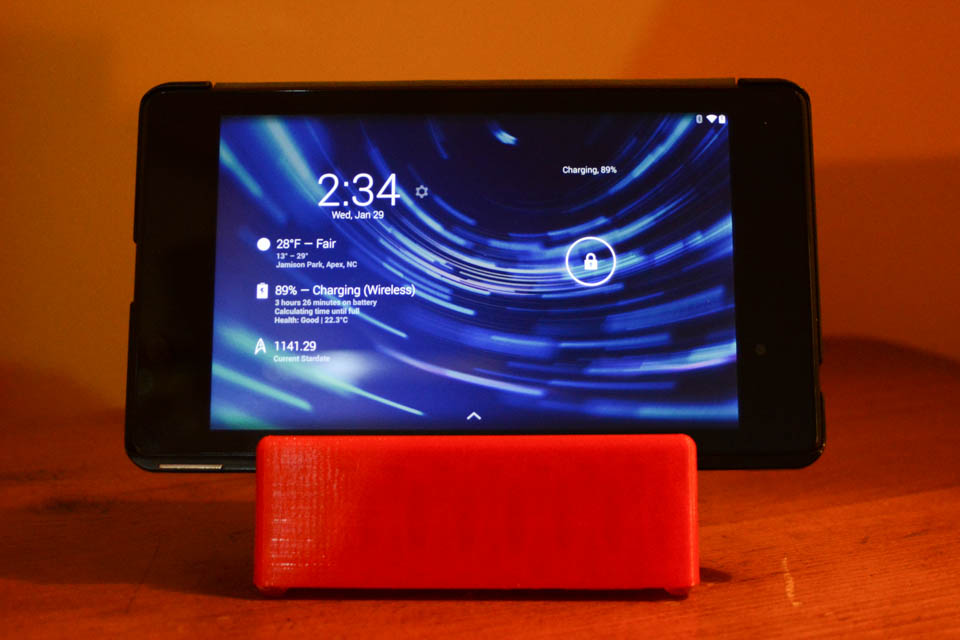 Charging, 89%
2:34
Wed, Jan 29
28°F — Fair
13° – 29°
Jamison Park, Apex, NC
89% — Charging (Wireless)
3 hours 26 minutes on battery
Calculating time until full
Health: Good | 22.3°C
1141.29
Current Stardate